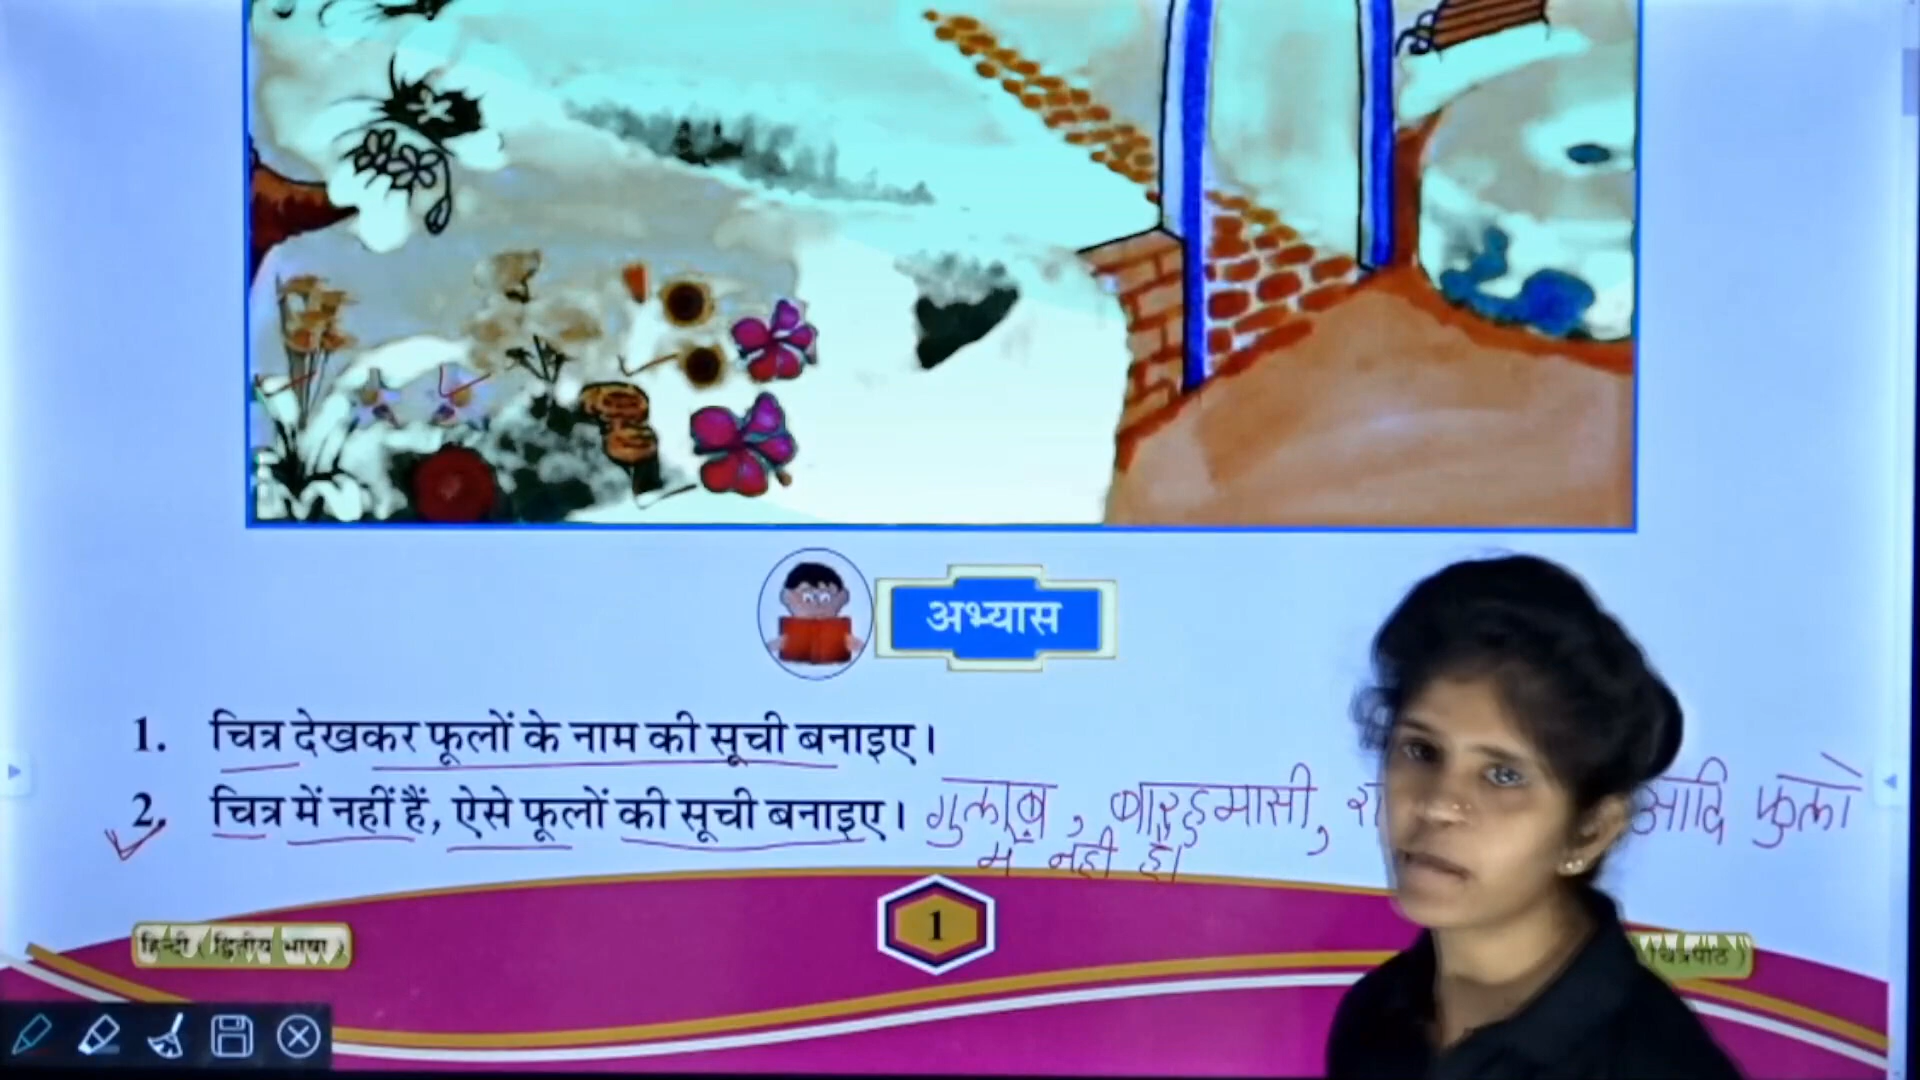 अभ्यास
1. चित्र देखकर फूलों के नाम की सूची बनाइए।
2. चित्र में नहीं हैं, ऐसे फूलों की सूची बनाइए। गुलाब, बारहमासी, आदि फुलो
में नही है।
1
हिन्दी (द्वितीय भाषा)